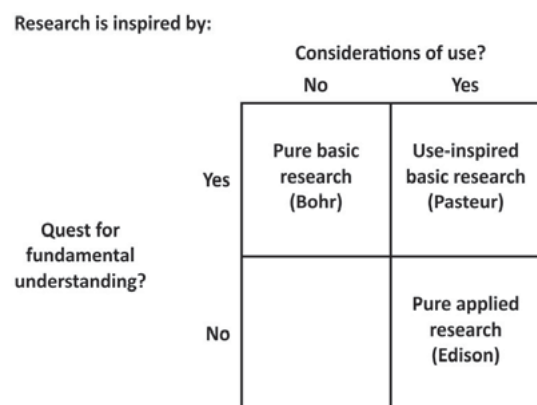 Research is inspired by:
Considerations of use?
No Yes
Yes
Pure basic
research
(Bohr)
Use-inspired
basic research
(Pasteur)
Quest for
fundamental
understanding?
No
Pure applied
research
(Edison)